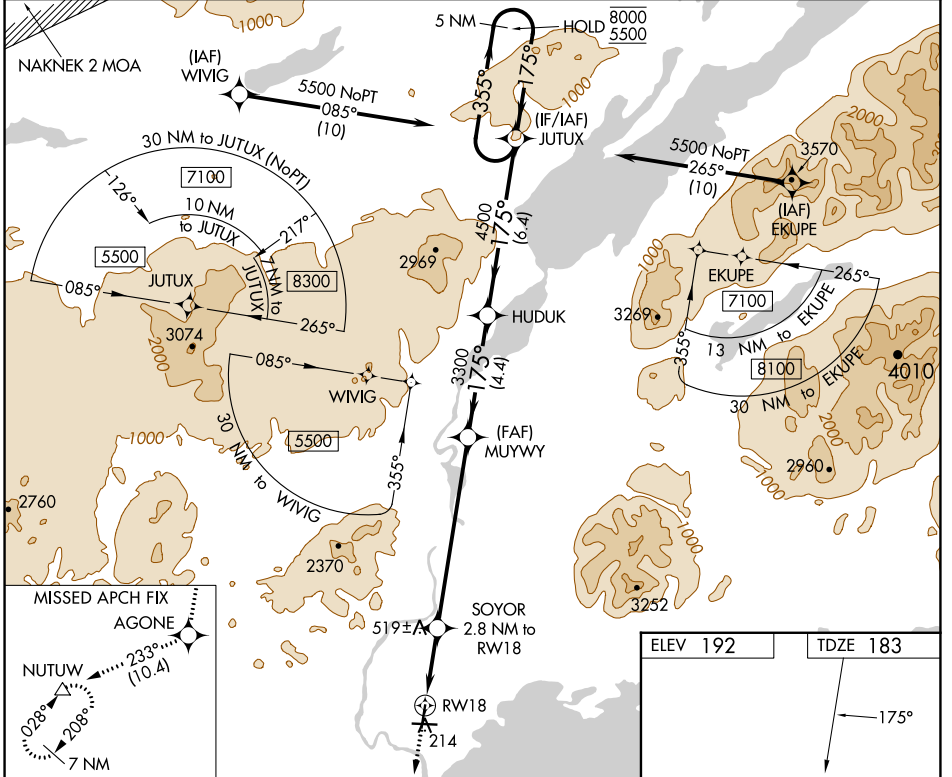 1000
NAKNEK 2 MOA
(IAF)
WIVIG
5500 NoPT
085°
(10)
5 NM
HOLD
8000
5500
355°
175°
1000
(IF/IAF)
JUTUX
2000
1000
5500 NoPT
265°
(10)
3570
(IAF)
EKUPE
30 NM to JUTUX (NoPT)
7100
126°
10 NM
to JUTUX
217°
7 NM to
JUTUX
5500
8300
JUTUX
085°
265°
3074
2000
2969
4500
175°
(6.4)
HUDUK
3300
175°
(4.4)
(FAF)
MUYWY
1000
EKUPE
265°
7100
3269
355°
13 NM to EKUPE
8100
30 NM to EKUPE
4010
2000
2960
1000
085°
WIVIG
5500
355°
30 NM to WIVIG
1000
2760
2370
1000
3252
519±
SOYOR
2.8 NM to
RW18
RW18
214
MISSED APCH FIX
AGONE
233°
(10.4)
NUTUW
028°
208°
7 NM
ELEV 192
TDZE 183
175°